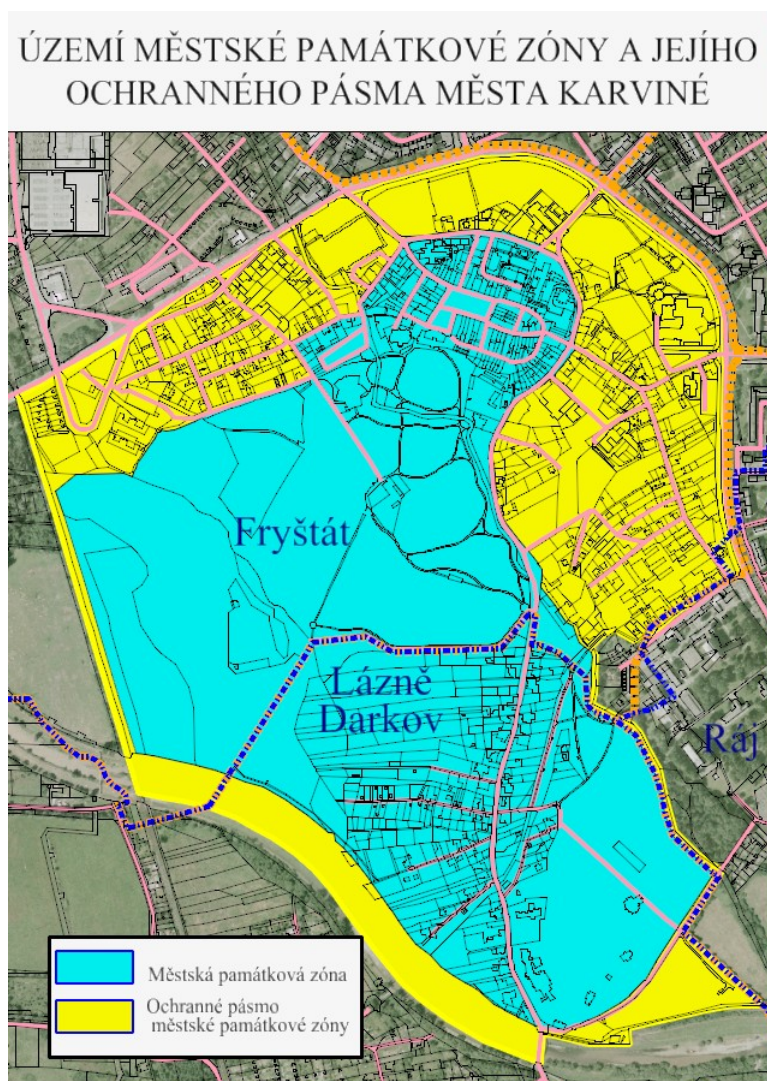 ÚZEMÍ MĚSTSKÉ PAMÁTKOVÉ ZÓNY A JEJÍHO
OCHRANNÉHO PÁSMA MĚSTA KARVINÉ
Fryštát
Lázně
Darkov
Ráj
Městská památková zóna
Ochranné pásmo
městské památkové zóny